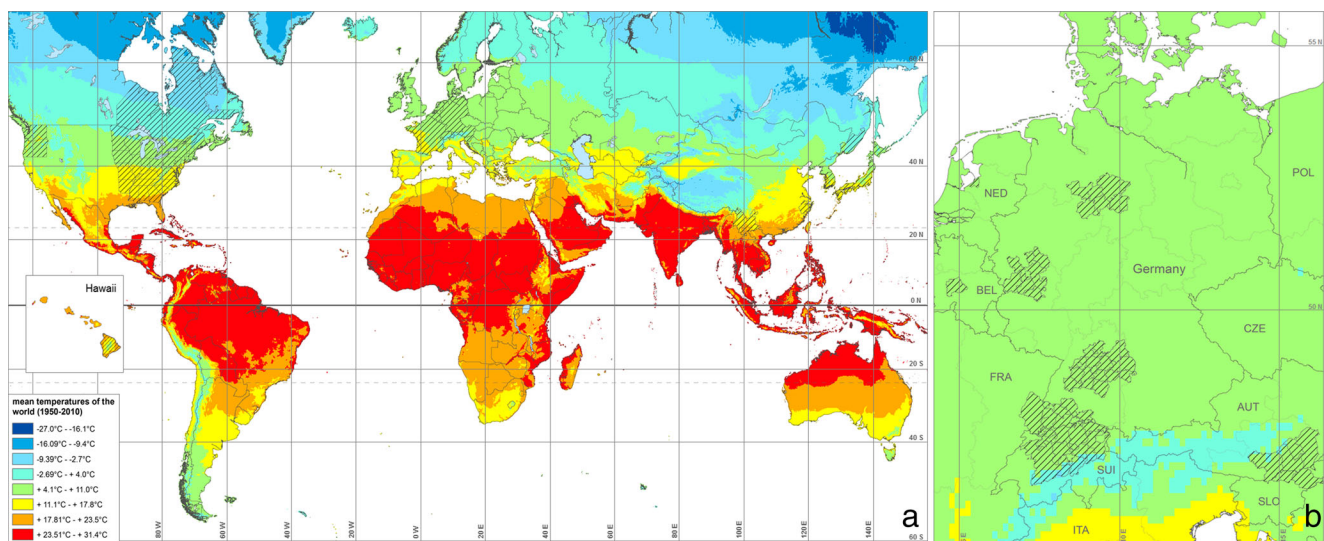 60 N
40 N
20 N
0 N
20 S
40 S
60 S
Hawaii
mean temperatures of the
world (1950-2010)
-27.0°C - -16.1°C
-16.09°C - -9.4°C
-9.39°C - -2.7°C
-2.69°C - + 4.0°C
+ 4.1°C - + 11.0°C
+ 11.1°C - + 17.8°C
+ 17.81°C - + 23.5°C
+ 23.51°C - + 31.4°C
80 W
60 W
40 W
20 W
0 W
20 E
40 E
60 E
80 E
100 E
120 E
140 E
a
55 N
NED
POL
Germany
BEL
50 N
CZE
FRA
AUT
SUI
SLO
ITA
b